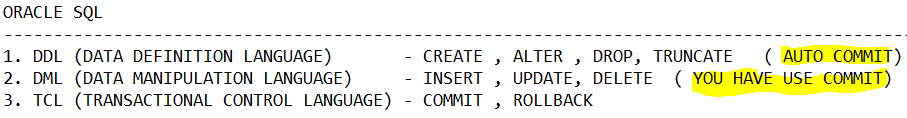 ORACLE SQL
--------------------------------------------------------------------------------------
1. DDL (DATA DEFINITION LANGUAGE) - CREATE , ALTER , DROP, TRUNCATE ( AUTO COMMIT)
2. DML (DATA MANIPULATION LANGUAGE) - INSERT , UPDATE, DELETE ( YOU HAVE USE COMMIT)
3. TCL (TRANSACTIONAL CONTROL LANGUAGE) - COMMIT , ROLLBACK